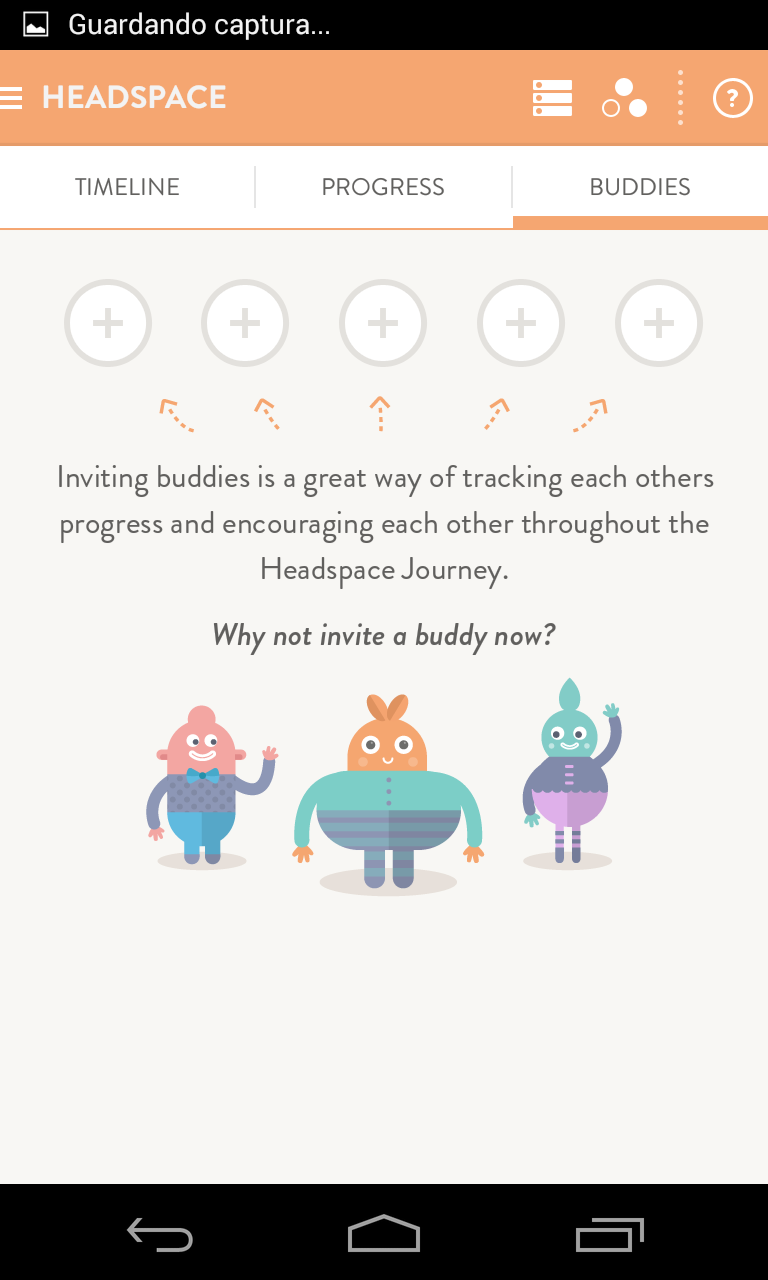 Guardando captura...
HEADSPACE
?
TIMELINE
PROGRESS
BUDDIES
Inviting buddies is a great way of tracking each others
progress and encouraging each other throughout the
Headspace Journey.
Why not invite a buddy now?